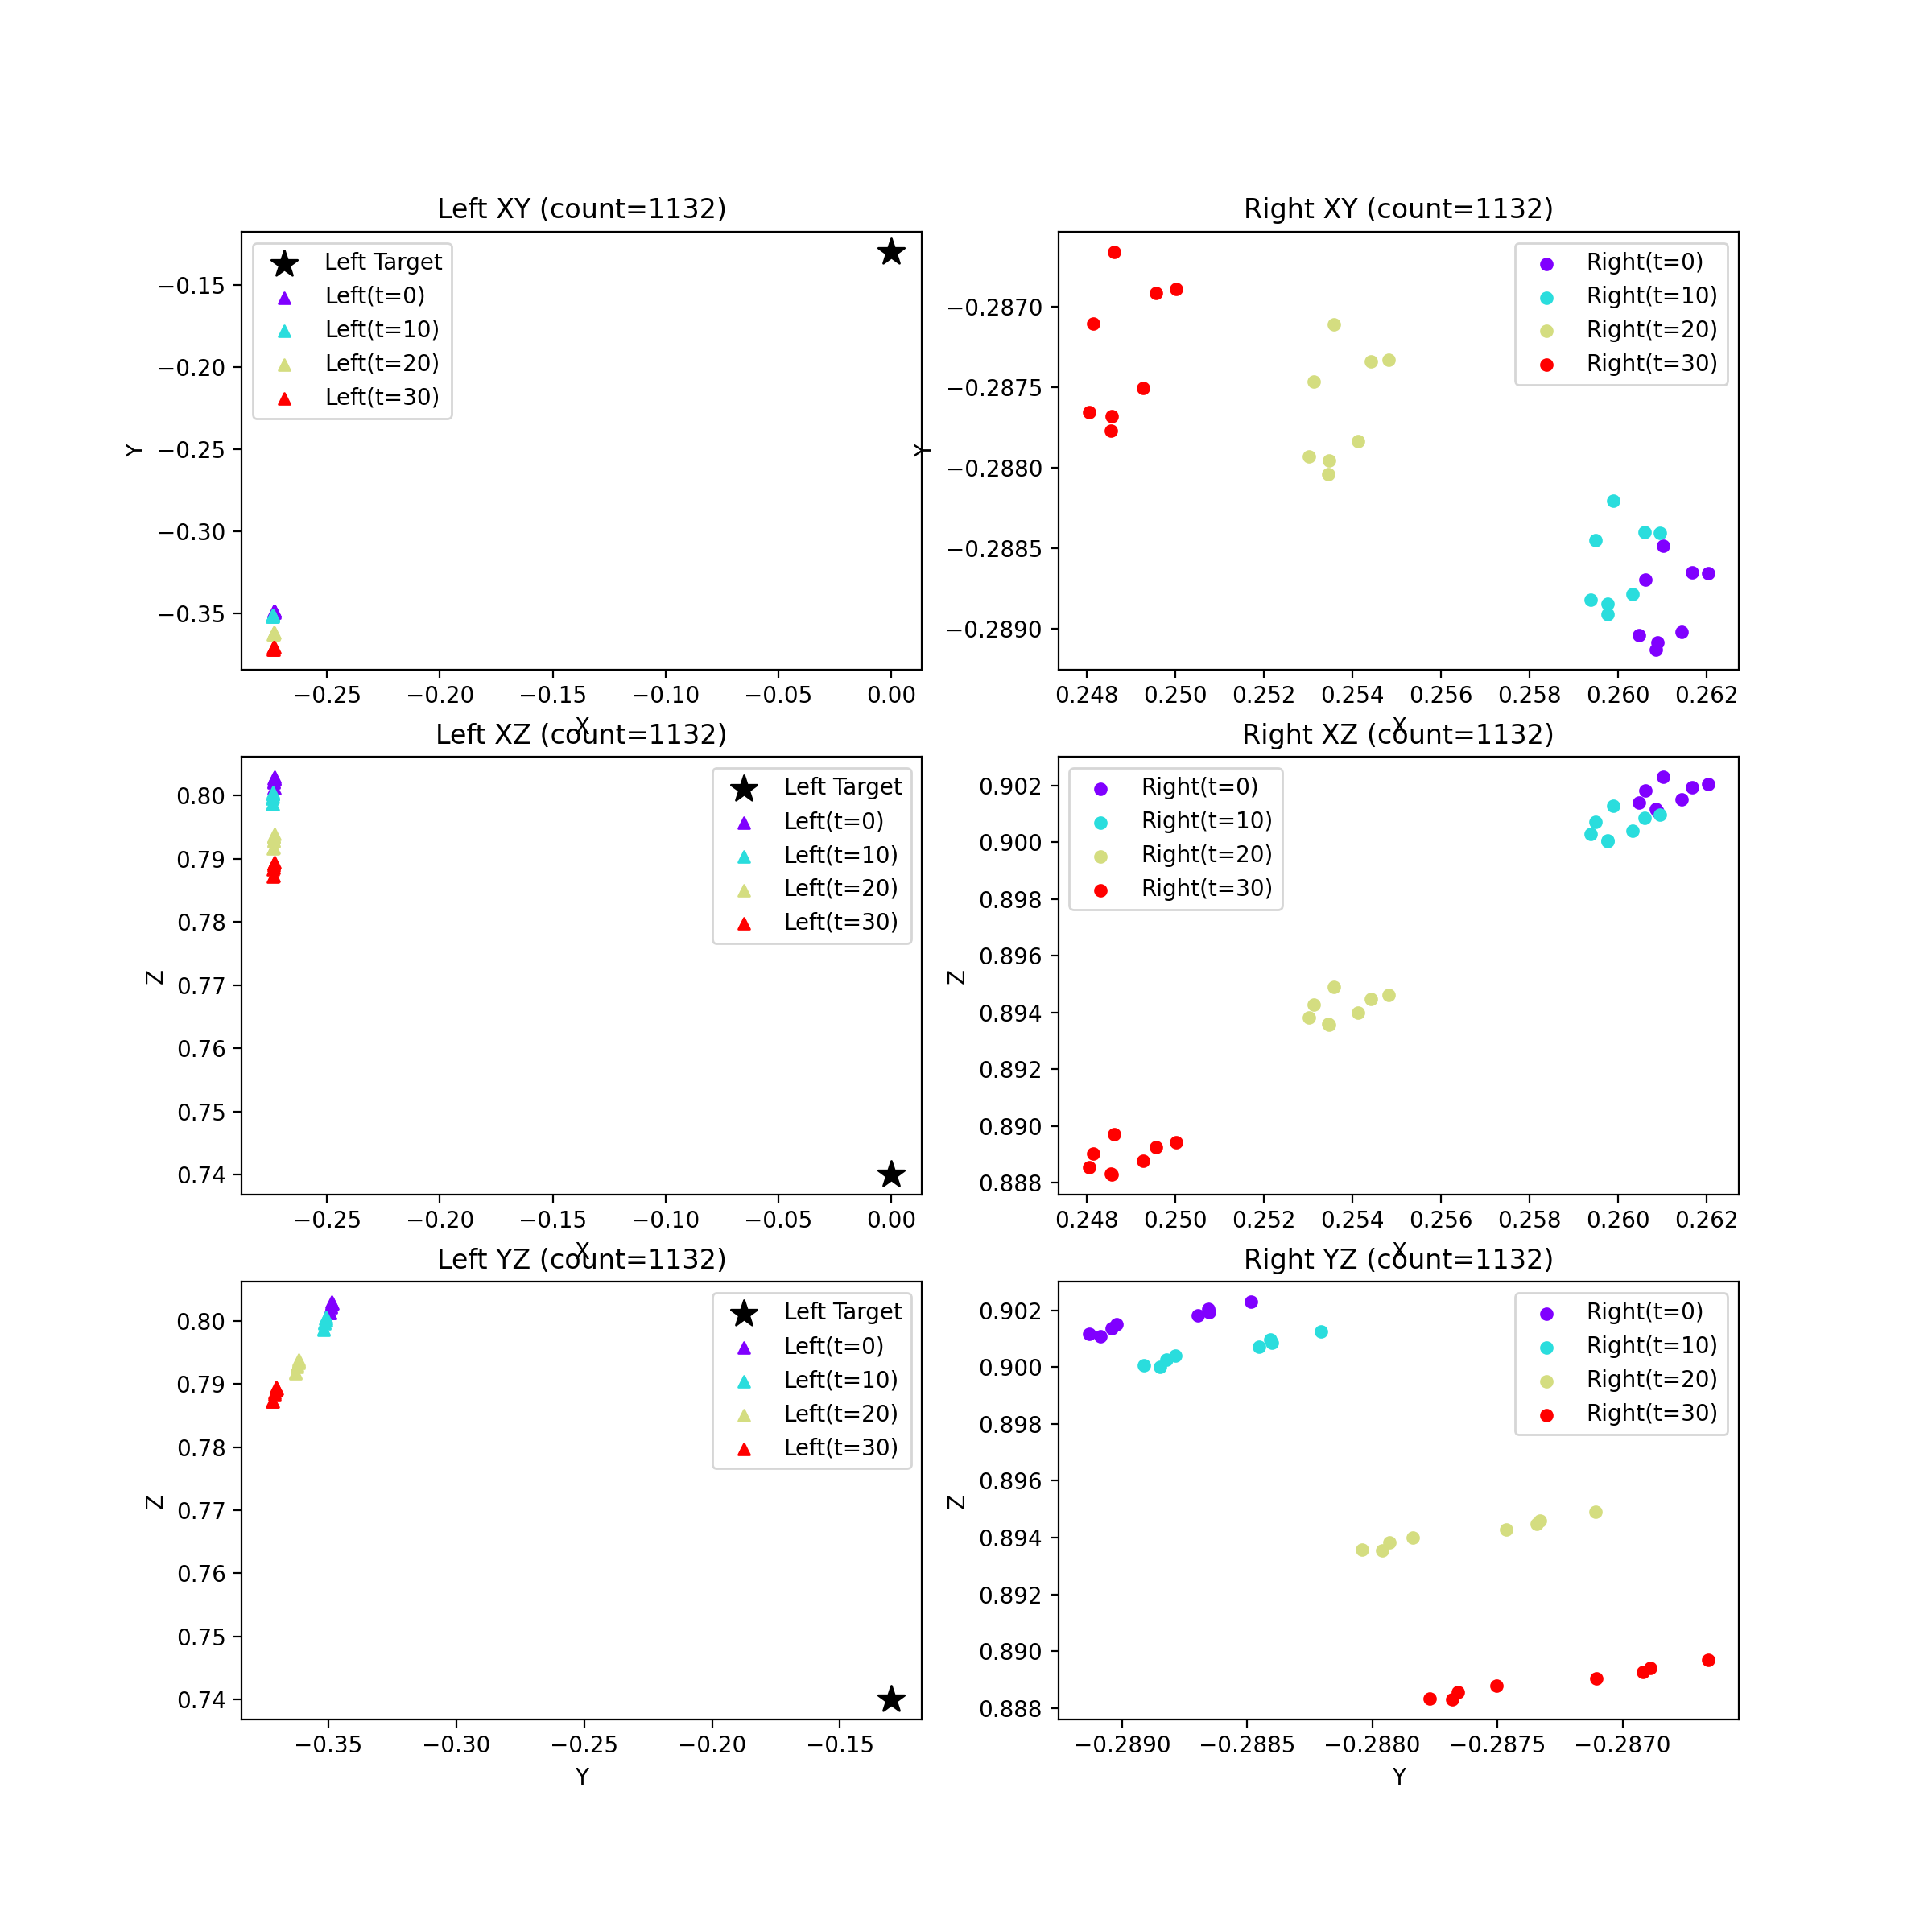 Left XY (count=1132)
Left Target
Left(t=0)
Left(t=10)
Left(t=20)
Left(t=30)
Y
−0.15
−0.20
−0.25
−0.30
−0.35
−0.25
−0.20
−0.15
−0.10
−0.05
0.00
X
Right XY (count=1132)
Right(t=0)
Right(t=10)
Right(t=20)
Right(t=30)
Y
−0.2870
−0.2875
−0.2880
−0.2885
−0.2890
0.248
0.250
0.252
0.254
0.256
0.258
0.260
0.262
X
Left XZ (count=1132)
Left Target
Left(t=0)
Left(t=10)
Left(t=20)
Left(t=30)
Z
0.80
0.79
0.78
0.77
0.76
0.75
0.74
−0.25
−0.20
−0.15
−0.10
−0.05
0.00
X
Right XZ (count=1132)
Right(t=0)
Right(t=10)
Right(t=20)
Right(t=30)
Z
0.902
0.900
0.898
0.896
0.894
0.892
0.890
0.888
0.248
0.250
0.252
0.254
0.256
0.258
0.260
0.262
X
Left YZ (count=1132)
Left Target
Left(t=0)
Left(t=10)
Left(t=20)
Left(t=30)
Z
0.80
0.79
0.78
0.77
0.76
0.75
0.74
−0.35
−0.30
−0.25
−0.20
−0.15
Y
Right YZ (count=1132)
Right(t=0)
Right(t=10)
Right(t=20)
Right(t=30)
Z
0.902
0.900
0.898
0.896
0.894
0.892
0.890
0.888
−0.2890
−0.2885
−0.2880
−0.2875
−0.2870
Y